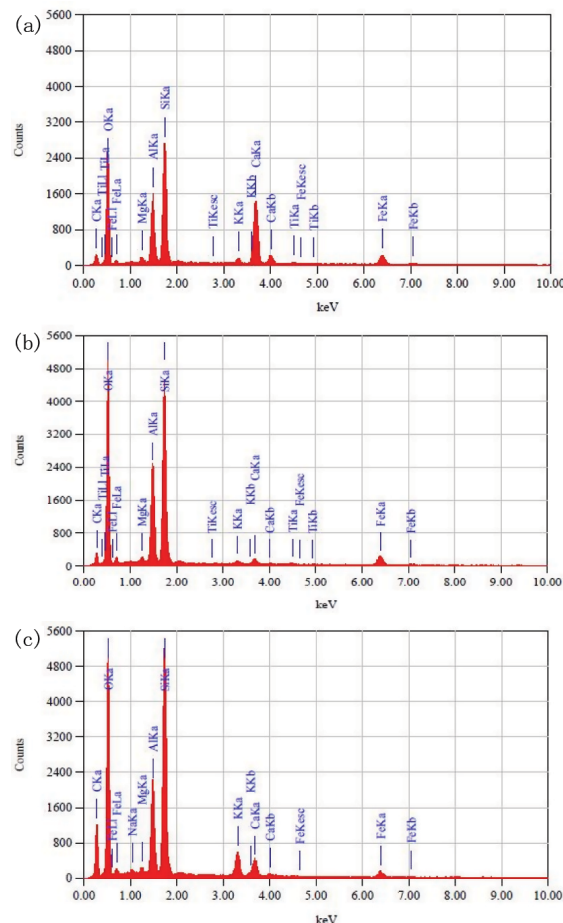 (a)
5600
4800
4000
3200
2400
1600
800
0
Counts
CKa
TiLl
OKa
TiLa
FeLl
FeLa
MgKa
AlKa
SiKa
TiKesc
KKa
KKb
CaKa
CaKb
TiKa
FeKesc
TiKb
FeKa
FeKb
0.00 1.00 2.00 3.00 4.00 5.00 6.00 7.00 8.00 9.00 10.00
keV
(b)
5600
4800
4000
3200
2400
1600
800
0
Counts
CKa
TiLl
OKa
TiLa
FeLl
FeLa
MgKa
AlKa
SiKa
TiKesc
KKa
KKb
CaKa
CaKb
TiKa
FeKesc
TiKb
FeKa
FeKb
0.00 1.00 2.00 3.00 4.00 5.00 6.00 7.00 8.00 9.00 10.00
keV
(c)
5600
4800
4000
3200
2400
1600
800
0
Counts
CKa
OKa
FeLl
FeLa
NaKa
MgKa
AlKa
SiKa
KKa
KKb
CaKa
CaKb
FeKesc
FeKa
FeKb
0.00 1.00 2.00 3.00 4.00 5.00 6.00 7.00 8.00 9.00 10.00
keV